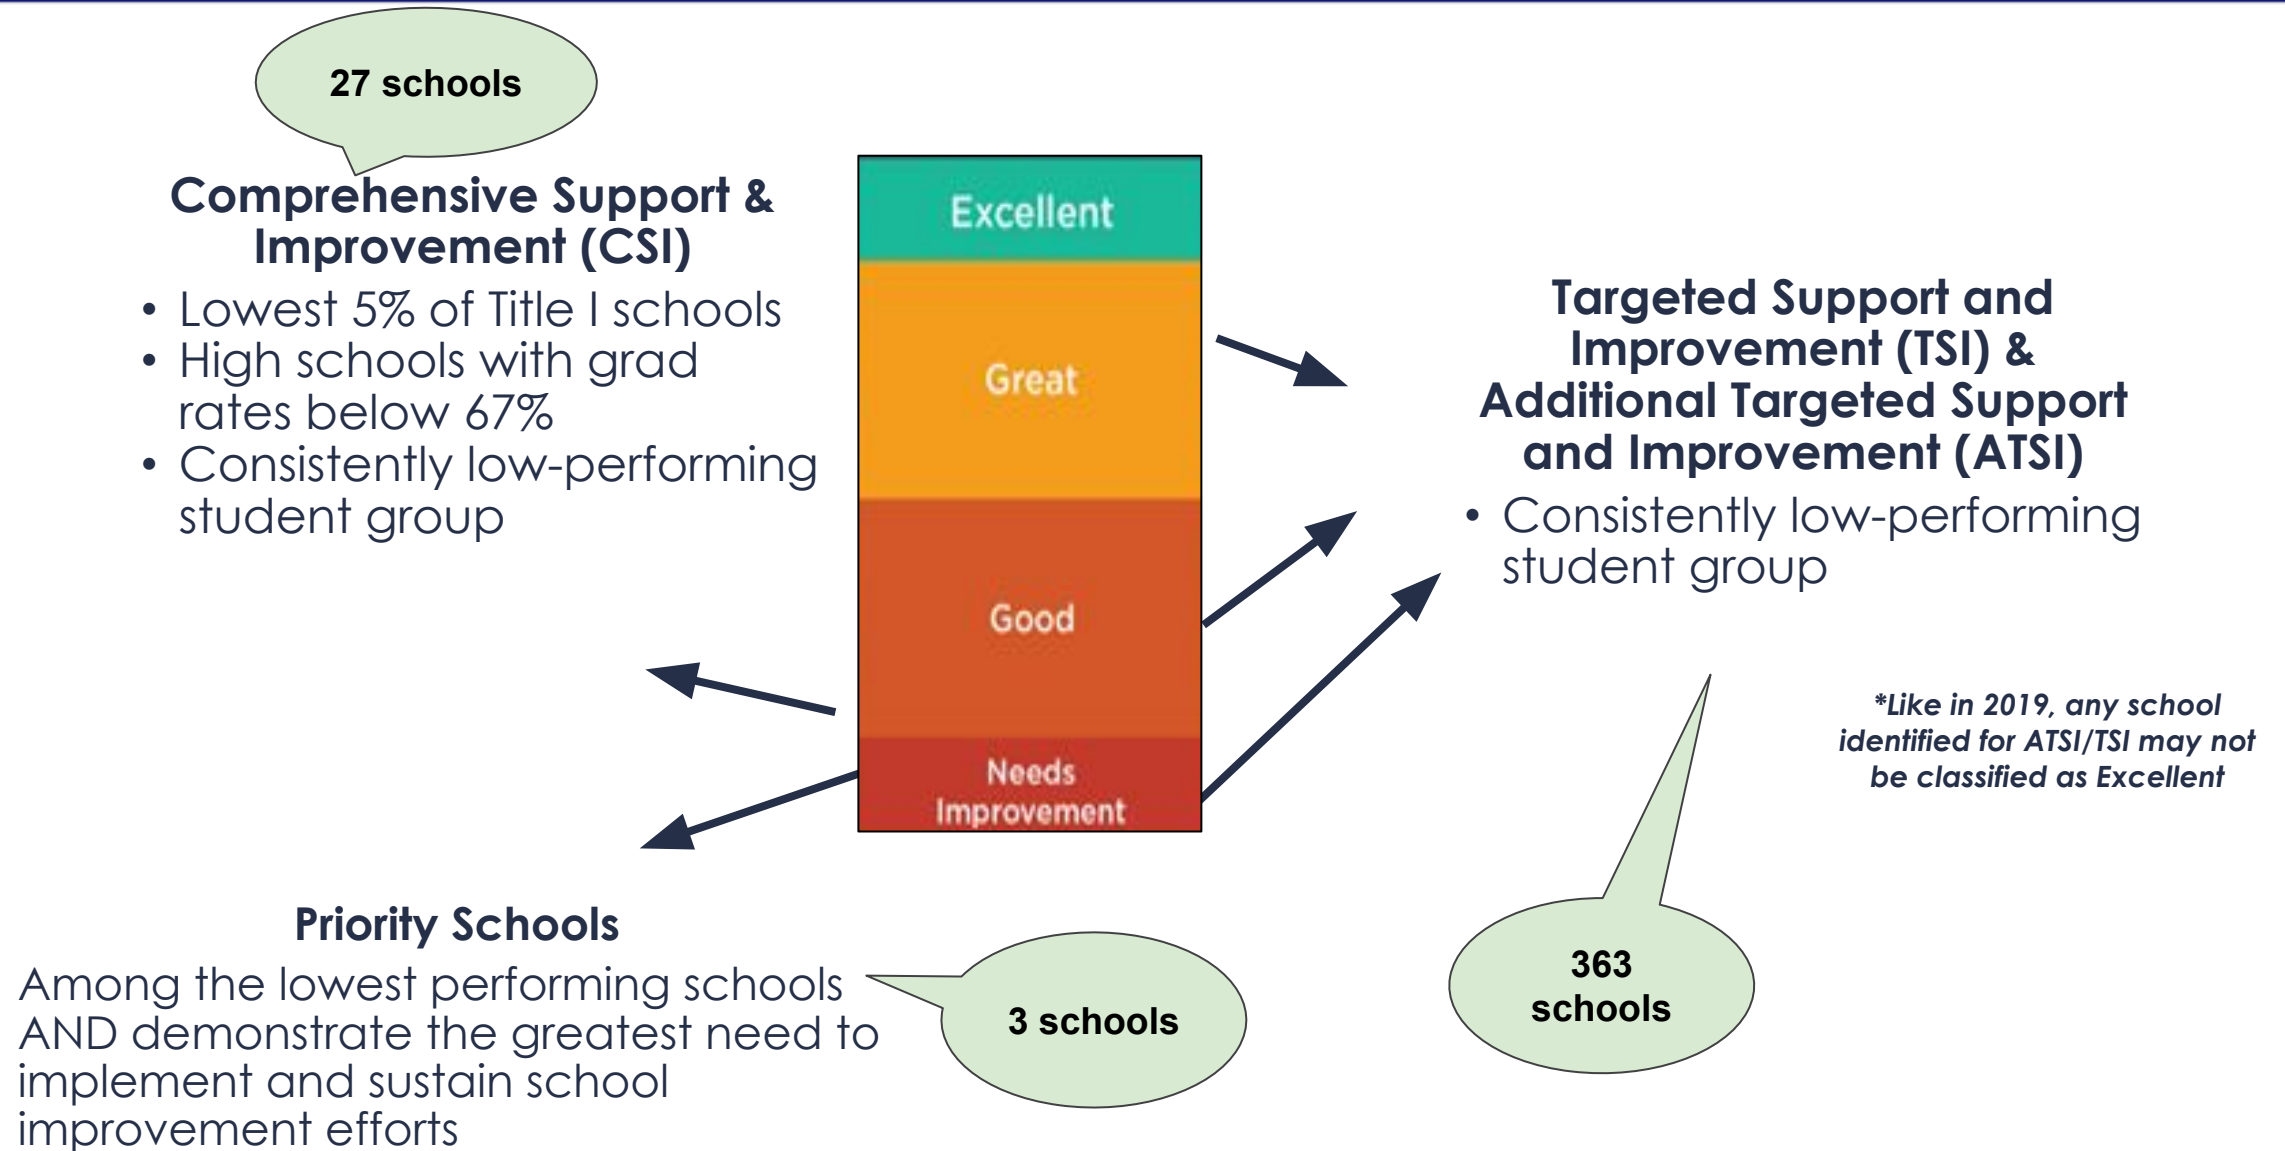 27 schools
Comprehensive Support &
Improvement (CSI)
• Lowest 5% of Title I schools
• High schools with grad
rates below 67%
• Consistently low-performing
student group
Excellent
Great
Good
Needs
Improvement
Targeted Support and
Improvement (TSI) &
Additional Targeted Support
and Improvement (ATSI)
• Consistently low-performing
student group
*Like in 2019, any school
identified for ATSI/TSI may not
be classified as Excellent
363
schools
Priority Schools
Among the lowest performing schools
AND demonstrate the greatest need to
implement and sustain school
improvement efforts
3 schools